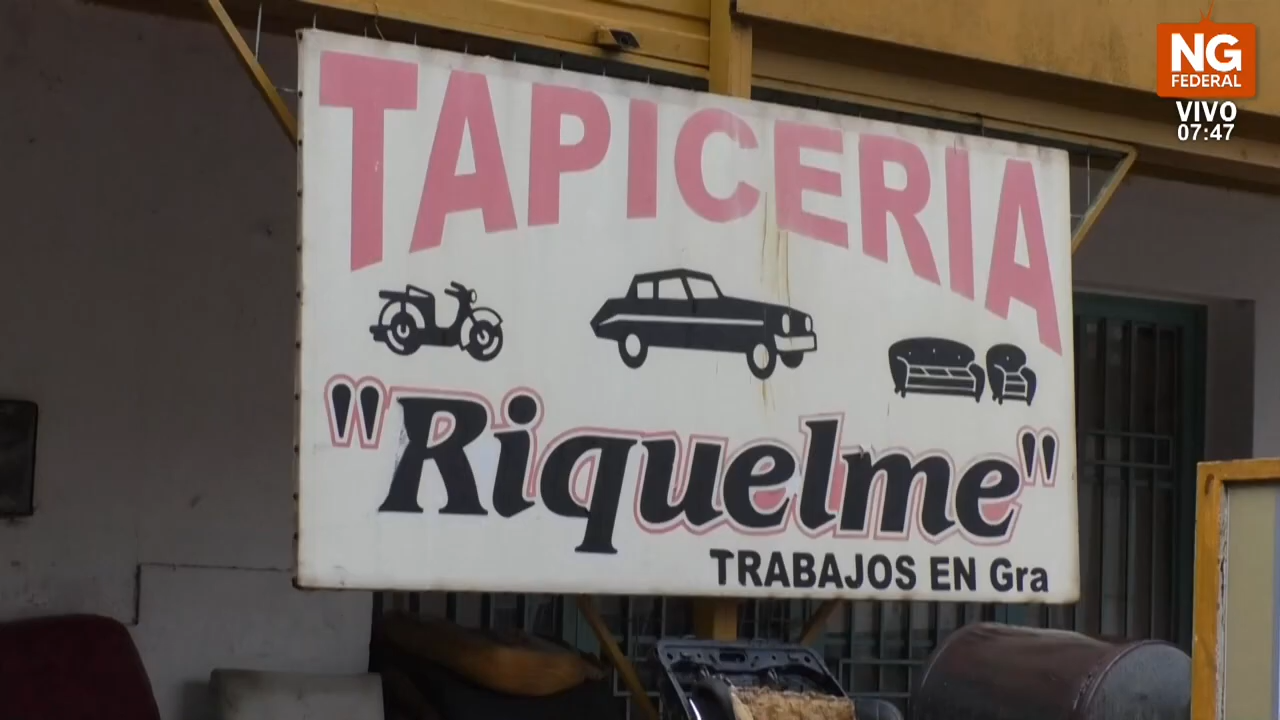 NG
FEDERAL
VIVO
07:47
TAPICERIA
"Riquelme"
TRABAJOS EN Gra